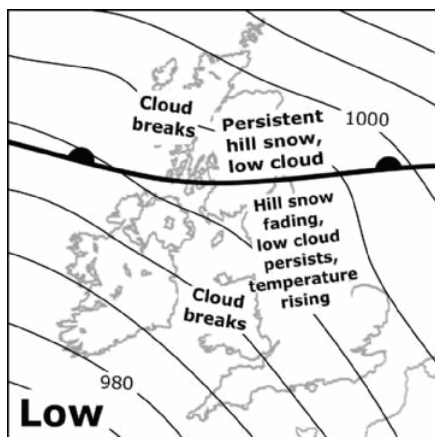 Cloud
breaks
Persistent
hill snow,
low cloud
1000
Hill snow
fading,
low cloud
persists,
temperature
rising
Cloud
breaks
980
Low